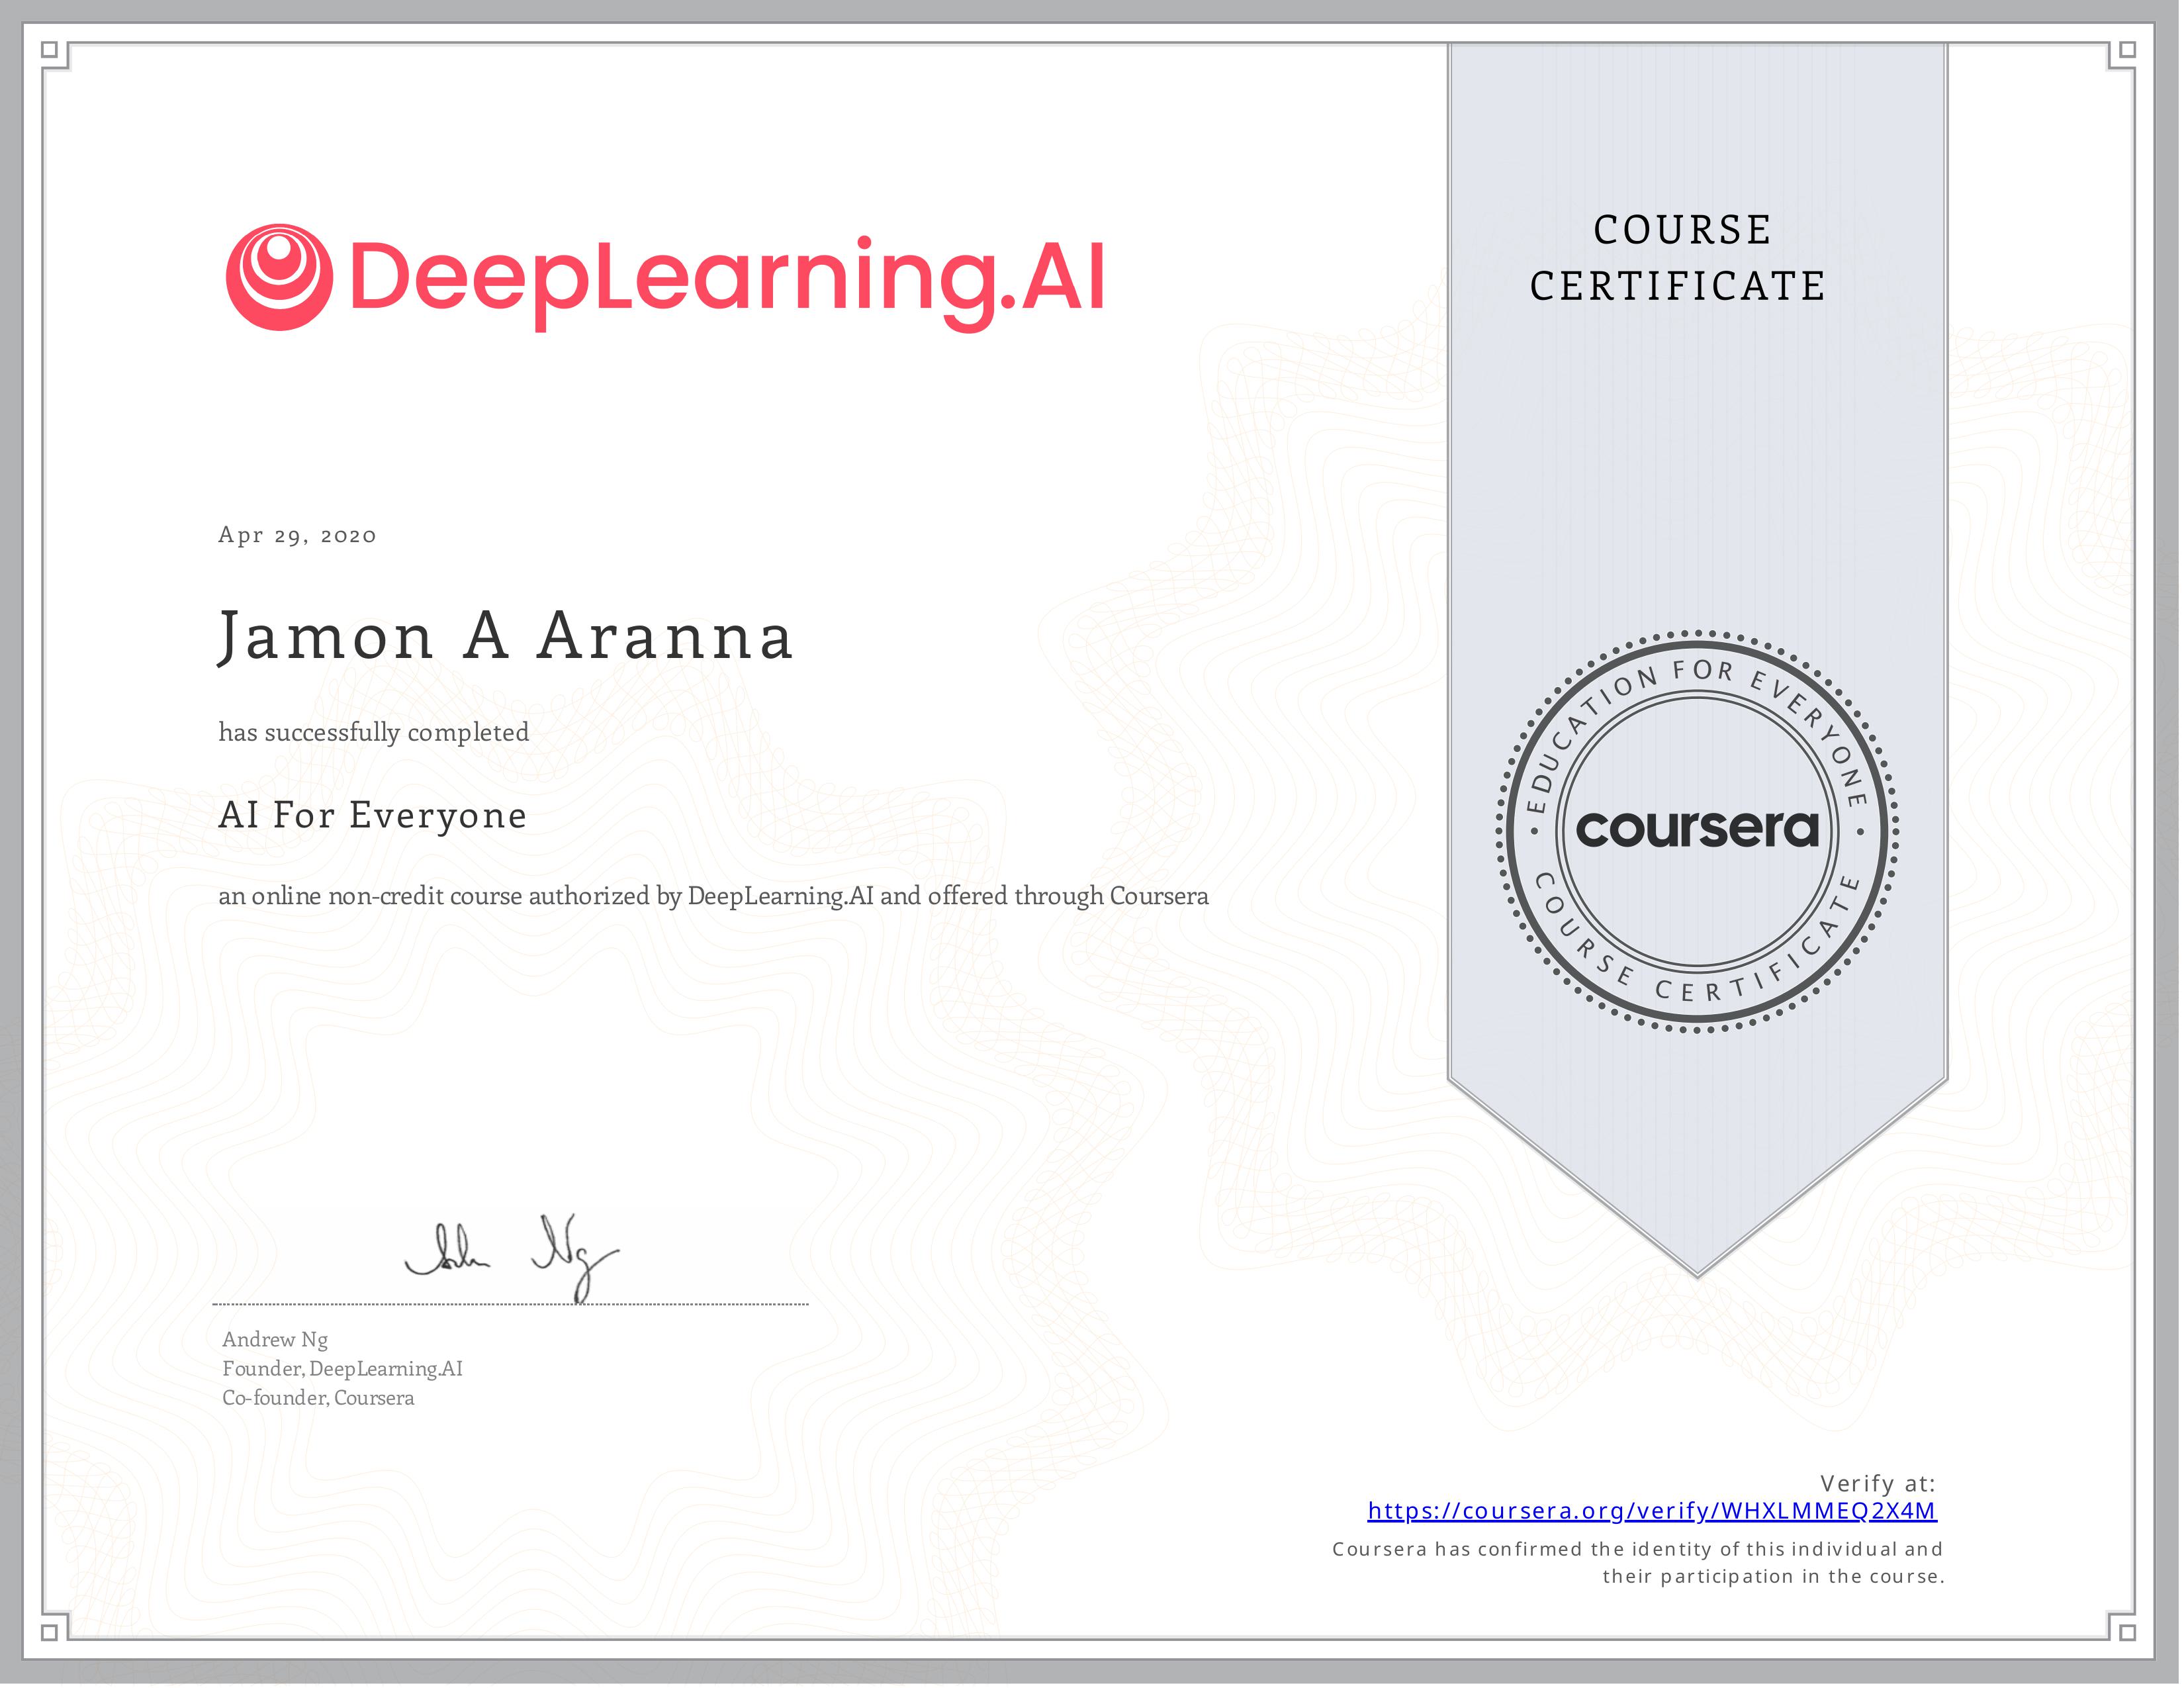 DeepLearning.AI
COURSE
CERTIFICATE
Apr 29, 2020
Jamon A Aranna
has successfully completed
AI For Everyone
an online non-credit course authorized by DeepLearning.AI and offered through Coursera
EDUCATION FOR EVERYONE
coursera
COURSE CERTIFICATE
Andrew Ng
Founder, DeepLearning.AI
Co-founder, Coursera
Verify at:
https://coursera.org/verify/WHXLMMEQ2X4M
Coursera has confirmed the identity of this individual and
their participation in the course.